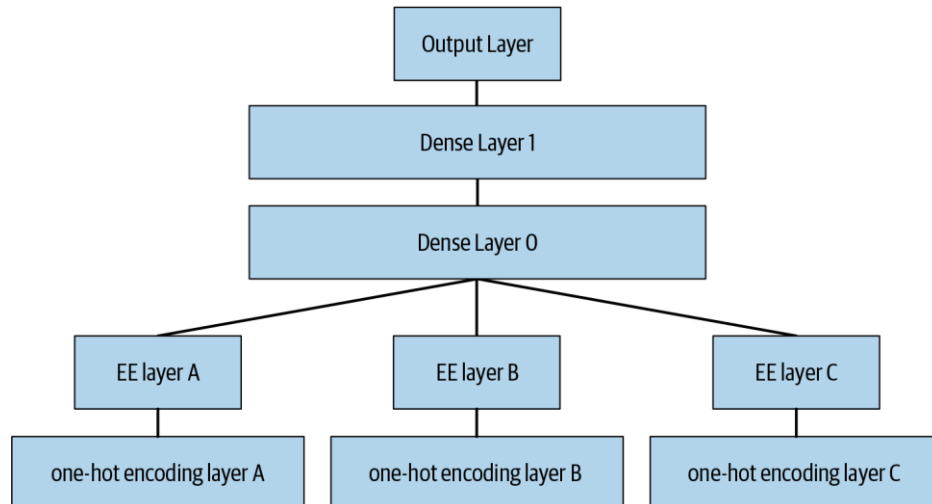 Output Layer
Dense Layer 1
Dense Layer 0
EE layer A
EE layer B
EE layer C
one-hot encoding layer A
one-hot encoding layer B
one-hot encoding layer C